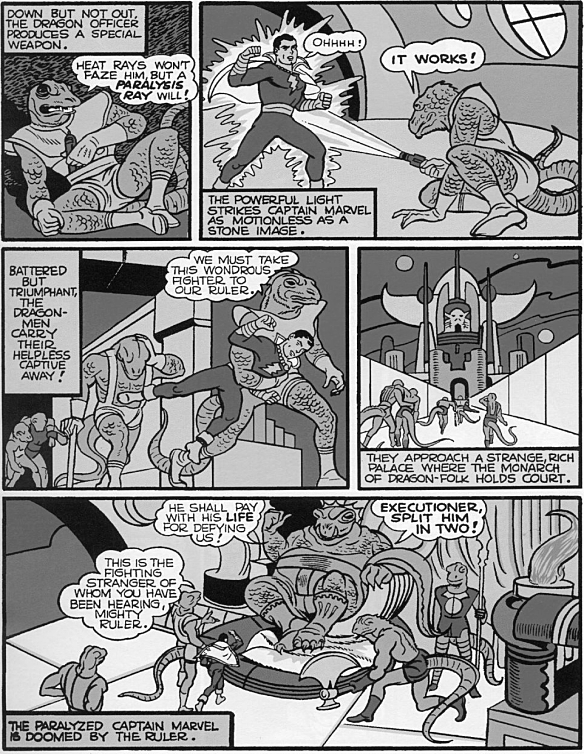 DOWN BUT NOT OUT,
THE DRAGON OFFICER
PRODUCES A SPECIAL
WEAPON.
HEAT RAYS WON'T
FAZE HIM, BUT A
PARALYSIS
RAY WILL!
OHHHH!
IT WORKS!
THE POWERFUL LIGHT
STRIKES CAPTAIN MARVEL
AS MOTIONLESS AS A
STONE IMAGE.
BATTERED
BUT
TRIUMPHANT,
THE
DRAGON-
MEN
CARRY
THEIR
HELPLESS
CAPTIVE
AWAY!
WE MUST TAKE
THIS WONDROUS
FIGHTER TO
OUR RULER.
THEY APPROACH A STRANGE, RICH
PALACE WHERE THE MONARCH
OF DRAGON-FOLK HOLDS COURT.
THIS IS THE
FIGHTING
STRANGER OF
WHOM YOU HAVE
BEEN HEARING,
MIGHTY
RULER.
HE SHALL PAY
WITH HIS LIFE
FOR DEFYING
US!
EXECUTIONER,
SPLIT HIM
IN TWO!
THE PARALYZED CAPTAIN MARVEL
IS DOOMED BY THE RULER.